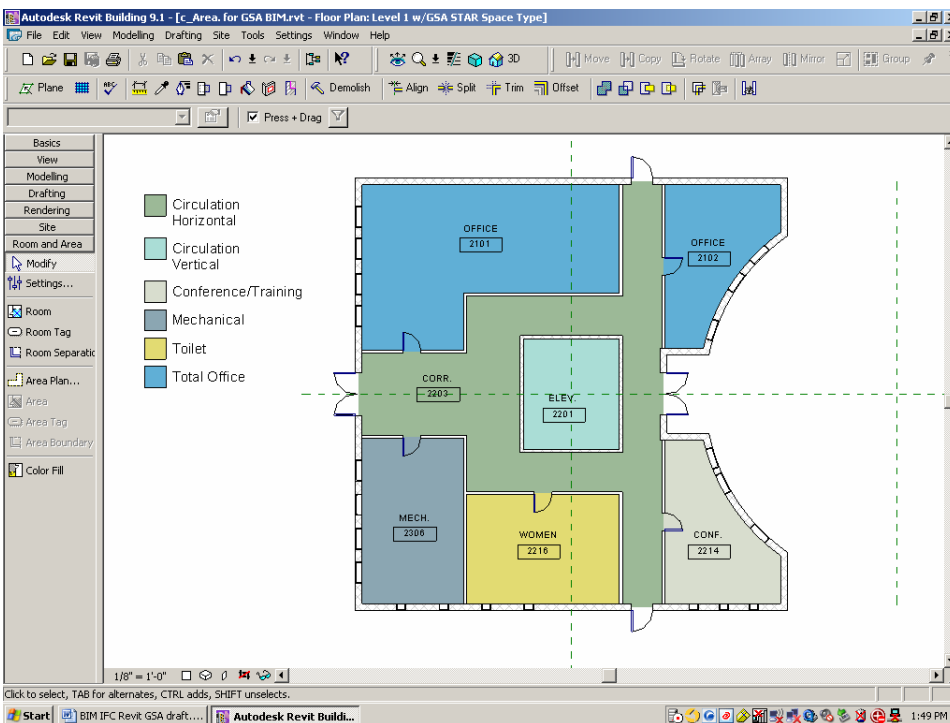 Autodesk Revit Building 9.1 - [c_Area. for GSA BIM.rvt - Floor Plan: Level 1 w/GSA STAR Space Type]
File Edit View Modelling Drafting Site Tools Settings Window Help
3D Move Copy Rotate Array Mirror Group
Plane Demolish Align Split Trim Offset
Press + Drag
Basics
View
Modelling
Drafting
Rendering
Site
Room and Area
Modify
Settings...
Room
Room Tag
Room Separatio
Area Plan...
Area
Area Tag
Area Boundary
Color Fill
Circulation
Horizontal
Circulation
Vertical
Conference/Training
Mechanical
Toilet
Total Office
OFFICE
2101
OFFICE
2102
CORR.
2203
ELEV.
2201
MECH.
2306
WOMEN
2216
CONF.
2214
1/8" = 1'-0"
Click to select, TAB for alternates, CTRL adds, SHIFT unselects.
Start BIM IFC Revit GSA draft.... Autodesk Revit Buildi... 1:49 PM